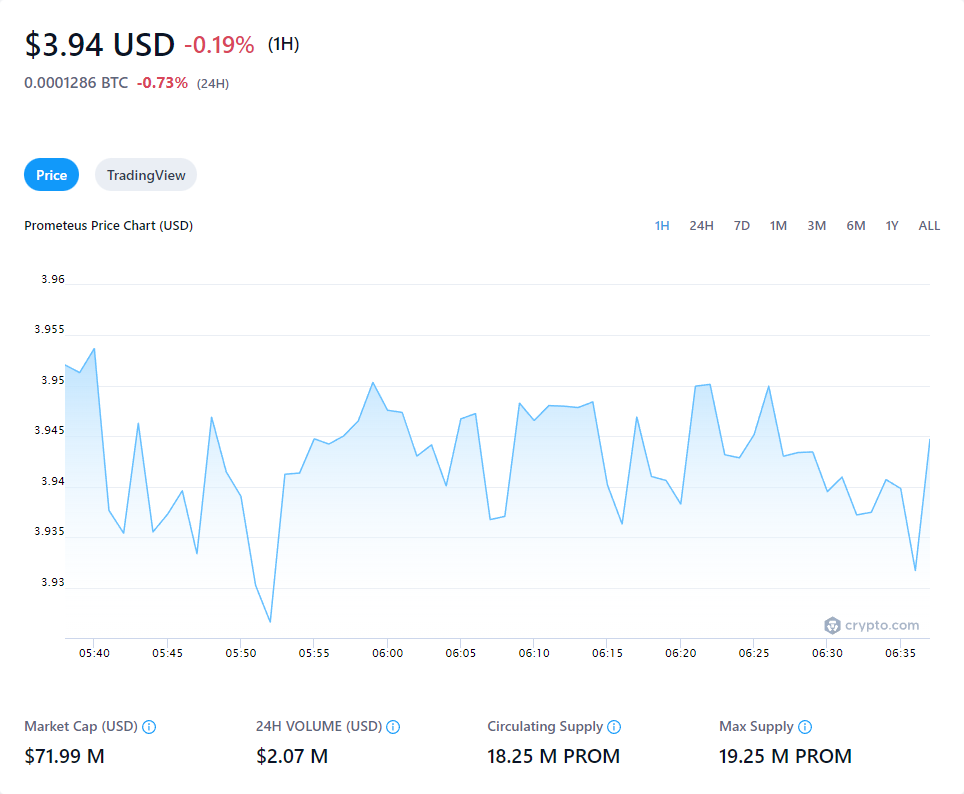 $3.94 USD -0.19% (1H)
0.0001286 BTC -0.73% (24H)
Price TradingView
Prometeus Price Chart (USD) 1H 24H 7D 1M 3M 6M 1Y ALL
3.96
3.955
3.95
3.945
3.94
3.935
3.93
crypto.com
05:40 05:45 05:50 05:55 06:00 06:05 06:10 06:15 06:20 06:25 06:30 06:35
Market Cap (USD) 24H VOLUME (USD) Circulating Supply Max Supply
$71.99 M $2.07 M 18.25 M PROM 19.25 M PROM